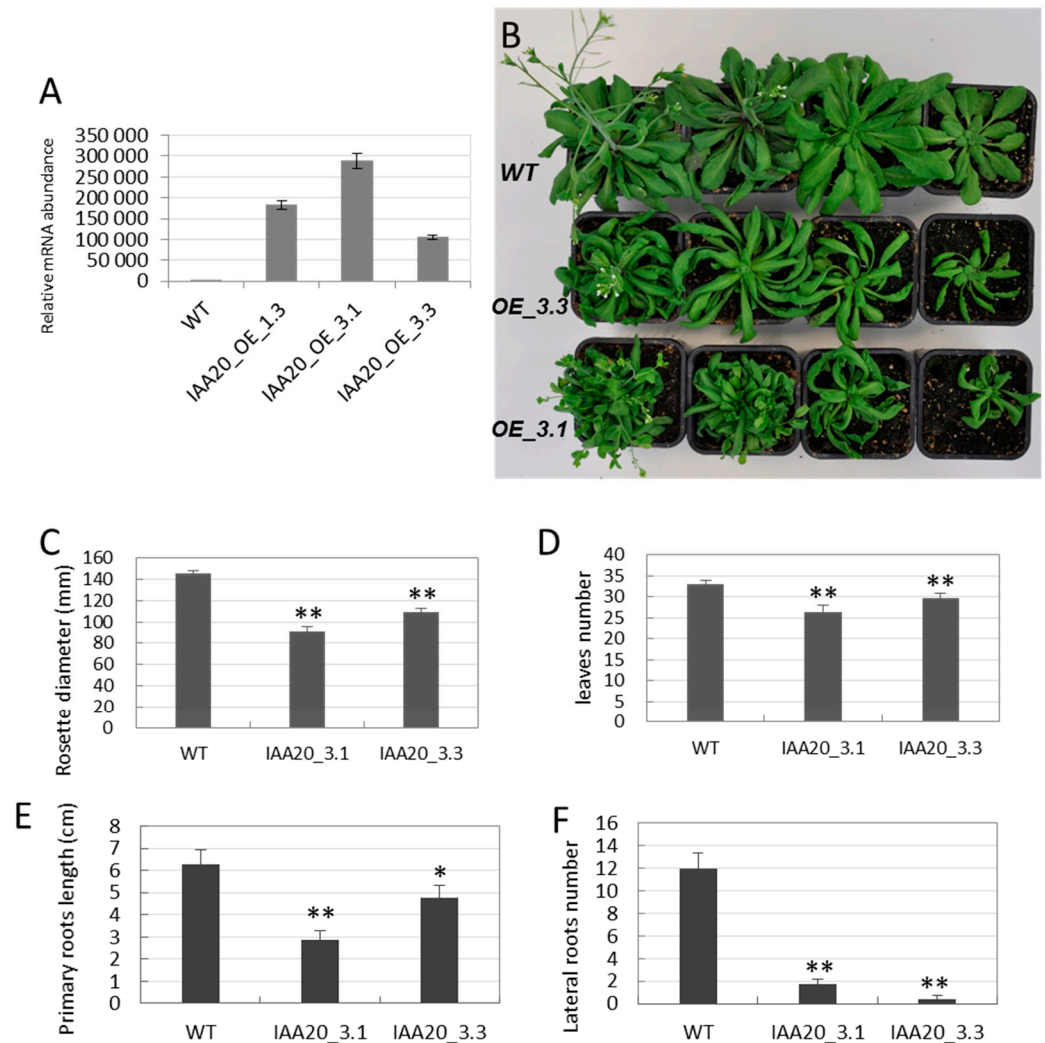 A
Relative mRNA abundance
350 000
300 000
250 000
200 000
150 000
100 000
50 000
0
WT
IAA20_OE_1.3
IAA20_OE_3.1
IAA20_OE_3.3
B
WT
OE_3.3
OE_3.1
C
Rosette diameter (mm)
160
140
120
100
80
60
40
20
0
**
**
WT
IAA20_3.1
IAA20_3.3
D
leaves number
40
35
30
25
20
15
10
5
0
**
**
WT
IAA20_3.1
IAA20_3.3
E
Primary roots length (cm)
8
7
6
5
4
3
2
1
0
**
*
WT
IAA20_3.1
IAA20_3.3
F
Lateral roots number
16
14
12
10
8
6
4
2
0
**
**
WT
IAA20_3.1
IAA20_3.3